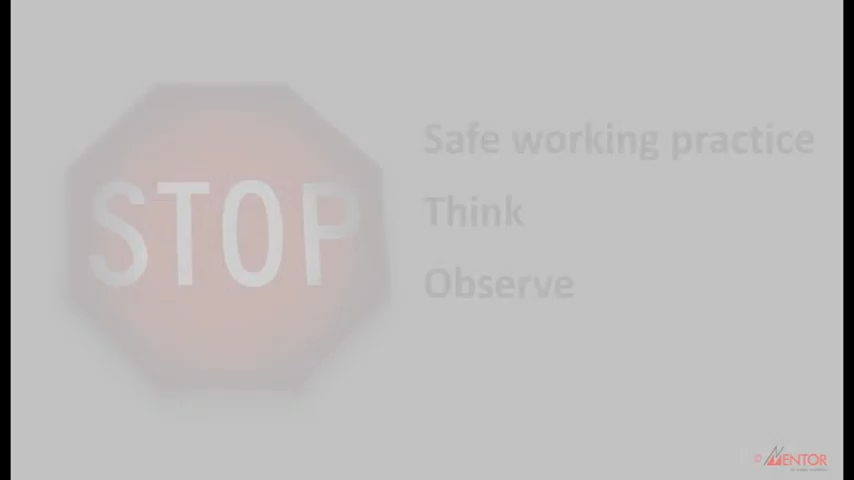 STOP
Safe working practice
Think
Observe
© MENTOR